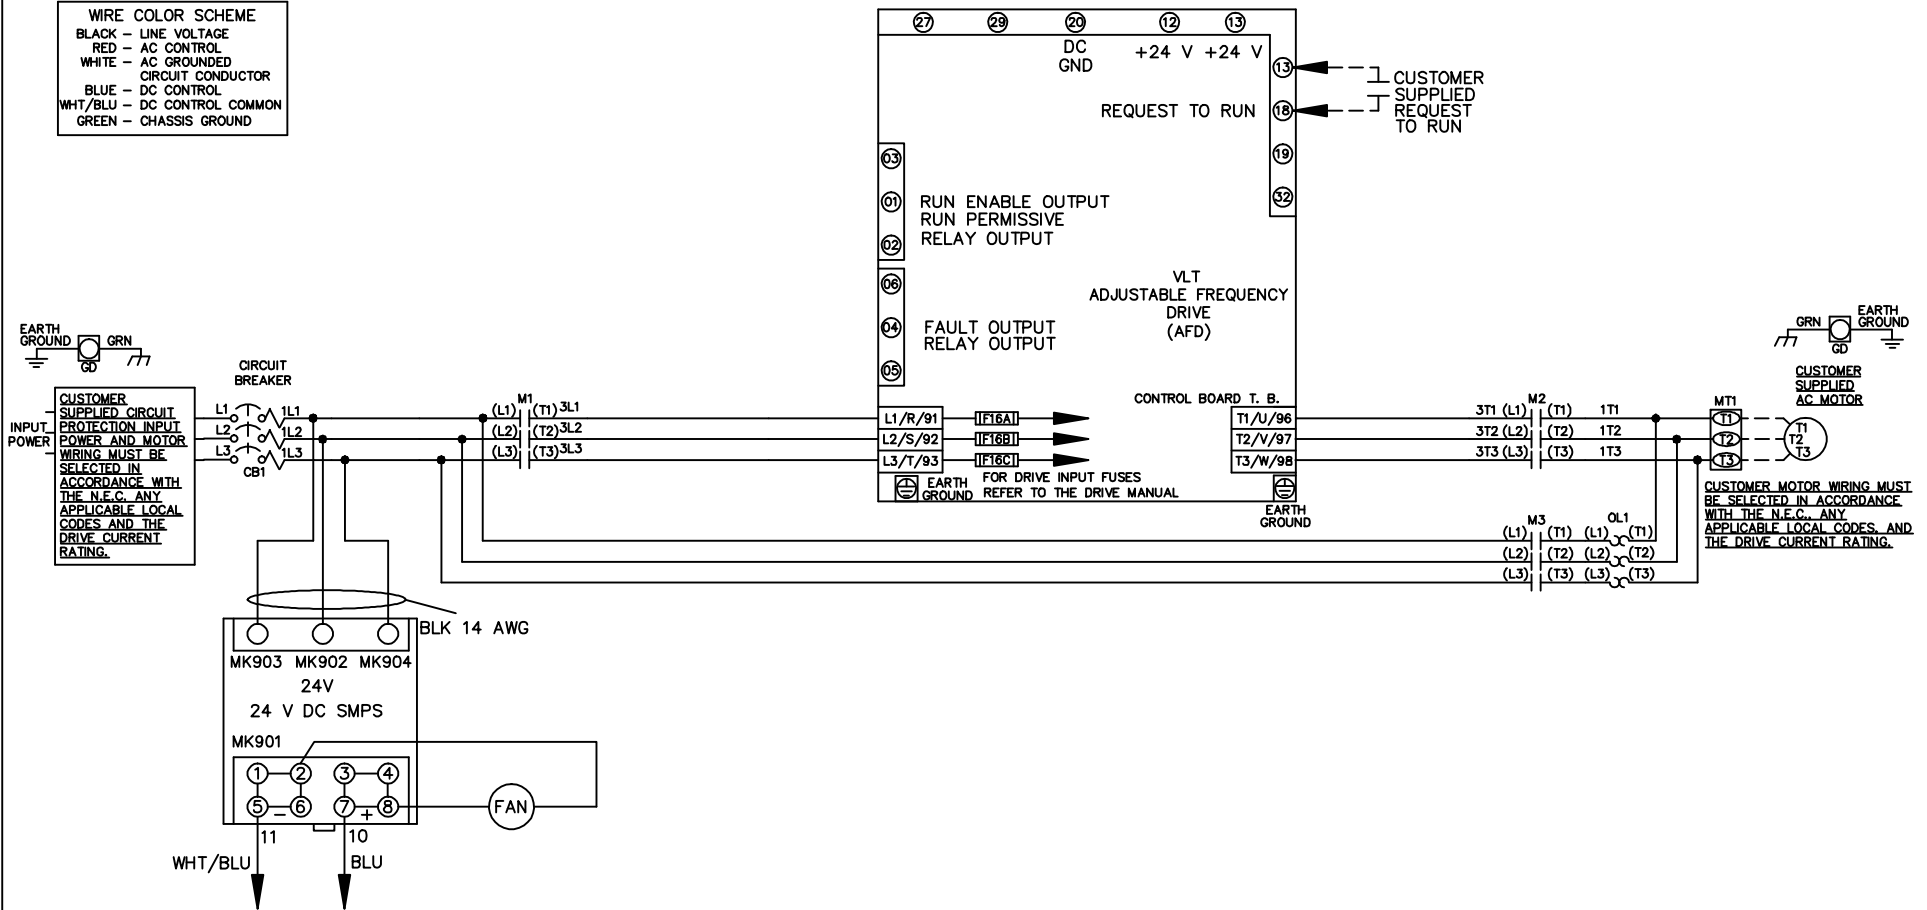 WIRE COLOR SCHEME
BLACK – LINE VOLTAGE
RED – AC CONTROL
WHITE – AC GROUNDED
CIRCUIT CONDUCTOR
BLUE – DC CONTROL
WHT/BLU – DC CONTROL COMMON
GREEN – CHASSIS GROUND
27 29 20 12 13
DC
GND
+24 V +24 V
13
18
19
32
REQUEST TO RUN
CUSTOMER
SUPPLIED
REQUEST
TO RUN
03
01
02
RUN ENABLE OUTPUT
RUN PERMISSIVE
RELAY OUTPUT
06
04
05
FAULT OUTPUT
RELAY OUTPUT
VLT
ADJUSTABLE FREQUENCY
DRIVE
(AFD)
CONTROL BOARD T. B.
L1/R/91 F16A T1/U/96
L2/S/92 F16B T2/V/97
L3/T/93 F16C T3/W/98
EARTH
GROUND
FOR DRIVE INPUT FUSES
REFER TO THE DRIVE MANUAL
EARTH
GROUND
EARTH
GROUND
GD
GRN
INPUT
POWER
CUSTOMER
SUPPLIED CIRCUIT
PROTECTION INPUT
POWER AND MOTOR
WIRING MUST BE
SELECTED IN
ACCORDANCE WITH
THE N.E.C. ANY
APPLICABLE LOCAL
CODES AND THE
DRIVE CURRENT
RATING.
CIRCUIT
BREAKER
L1 1L1
L2 1L2
L3 1L3
CB1
M1
(L1) (T1) 3L1
(L2) (T2) 3L2
(L3) (T3) 3L3
M2
3T1 (L1) (T1) 1T1
3T2 (L2) (T2) 1T2
3T3 (L3) (T3) 1T3
M3 OL1
(L1) (T1) (L1) (T1)
(L2) (T2) (L2) (T2)
(L3) (T3) (L3) (T3)
MT1
T1
T2
T3
T1
T2
T3
GRN
GD
EARTH
GROUND
CUSTOMER
SUPPLIED
AC MOTOR
CUSTOMER MOTOR WIRING MUST
BE SELECTED IN ACCORDANCE
WITH THE N.E.C., ANY
APPLICABLE LOCAL CODES, AND
THE DRIVE CURRENT RATING.
BLK 14 AWG
MK903 MK902 MK904
24V
24 V DC SMPS
MK901
1 2 3 4
5 – 6 7 + 8
FAN
11 10
WHT/BLU BLU